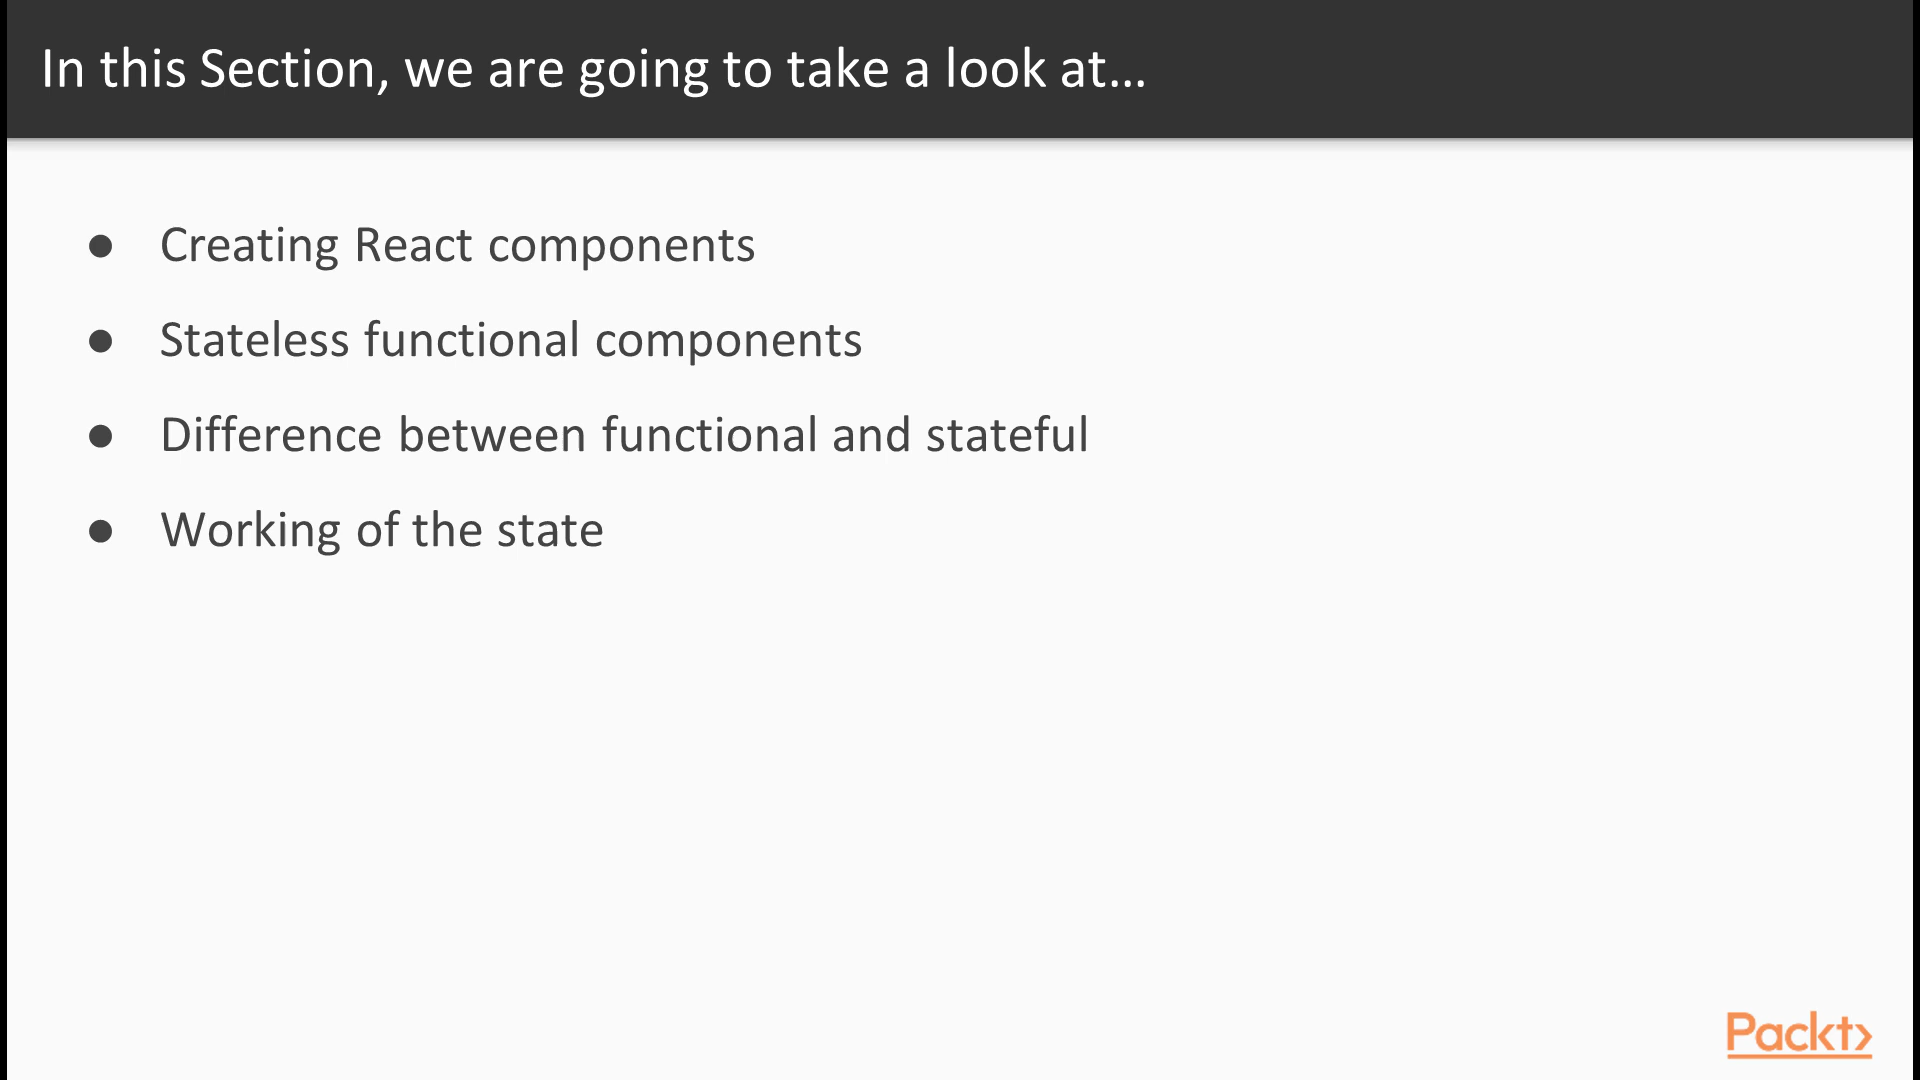 In this Section, we are going to take a look at...
● Creating React components
● Stateless functional components
● Difference between functional and stateful
● Working of the state
Packt>